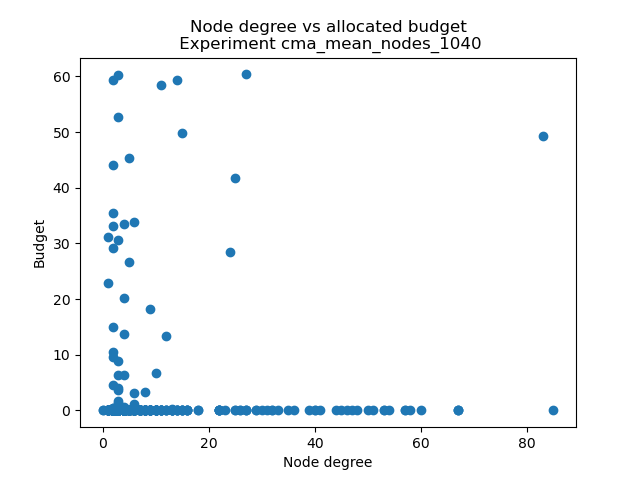 Node degree vs allocated budget
Experiment cma_mean_nodes_1040
60
50
40
30
20
10
0
Budget
0 20 40 60 80
Node degree